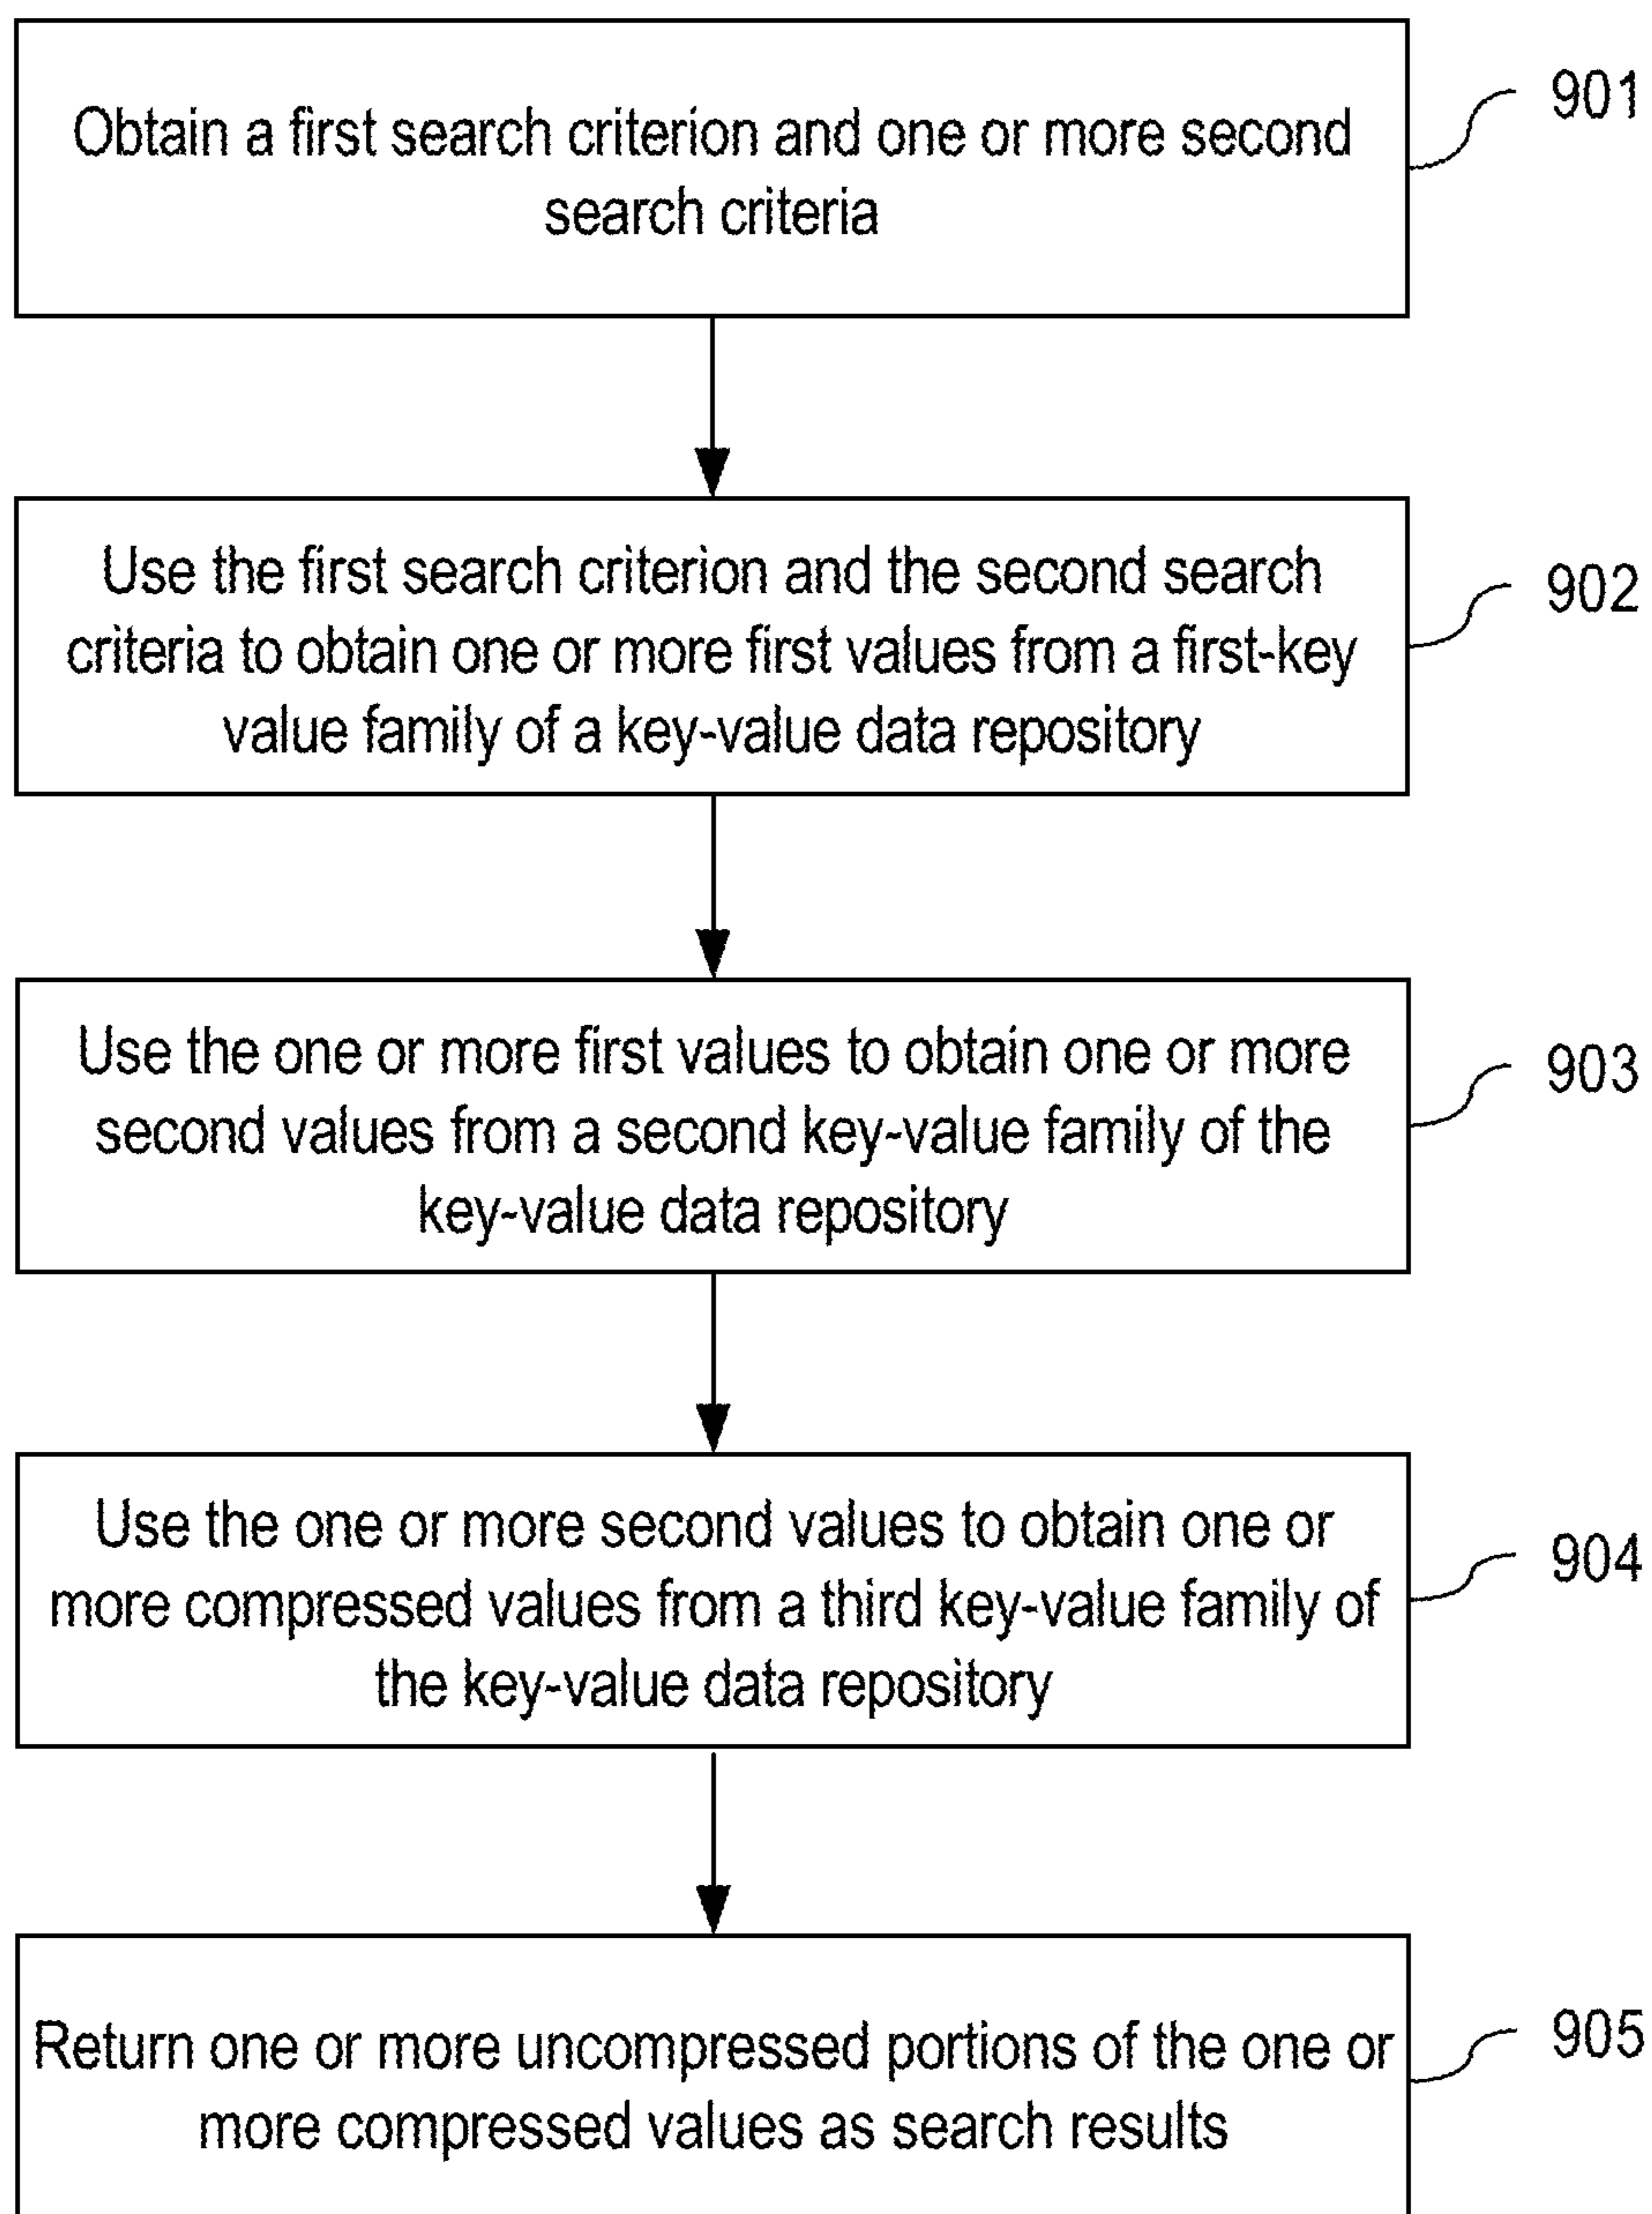 Obtain a first search criterion and one or more second
search criteria
901
Use the first search criterion and the second search
criteria to obtain one or more first values from a first-key
value family of a key-value data repository
902
Use the one or more first values to obtain one or more
second values from a second key-value family of the
key-value data repository
903
Use the one or more second values to obtain one or
more compressed values from a third key-value family of
the key-value data repository
904
Return one or more uncompressed portions of the one or
more compressed values as search results
905